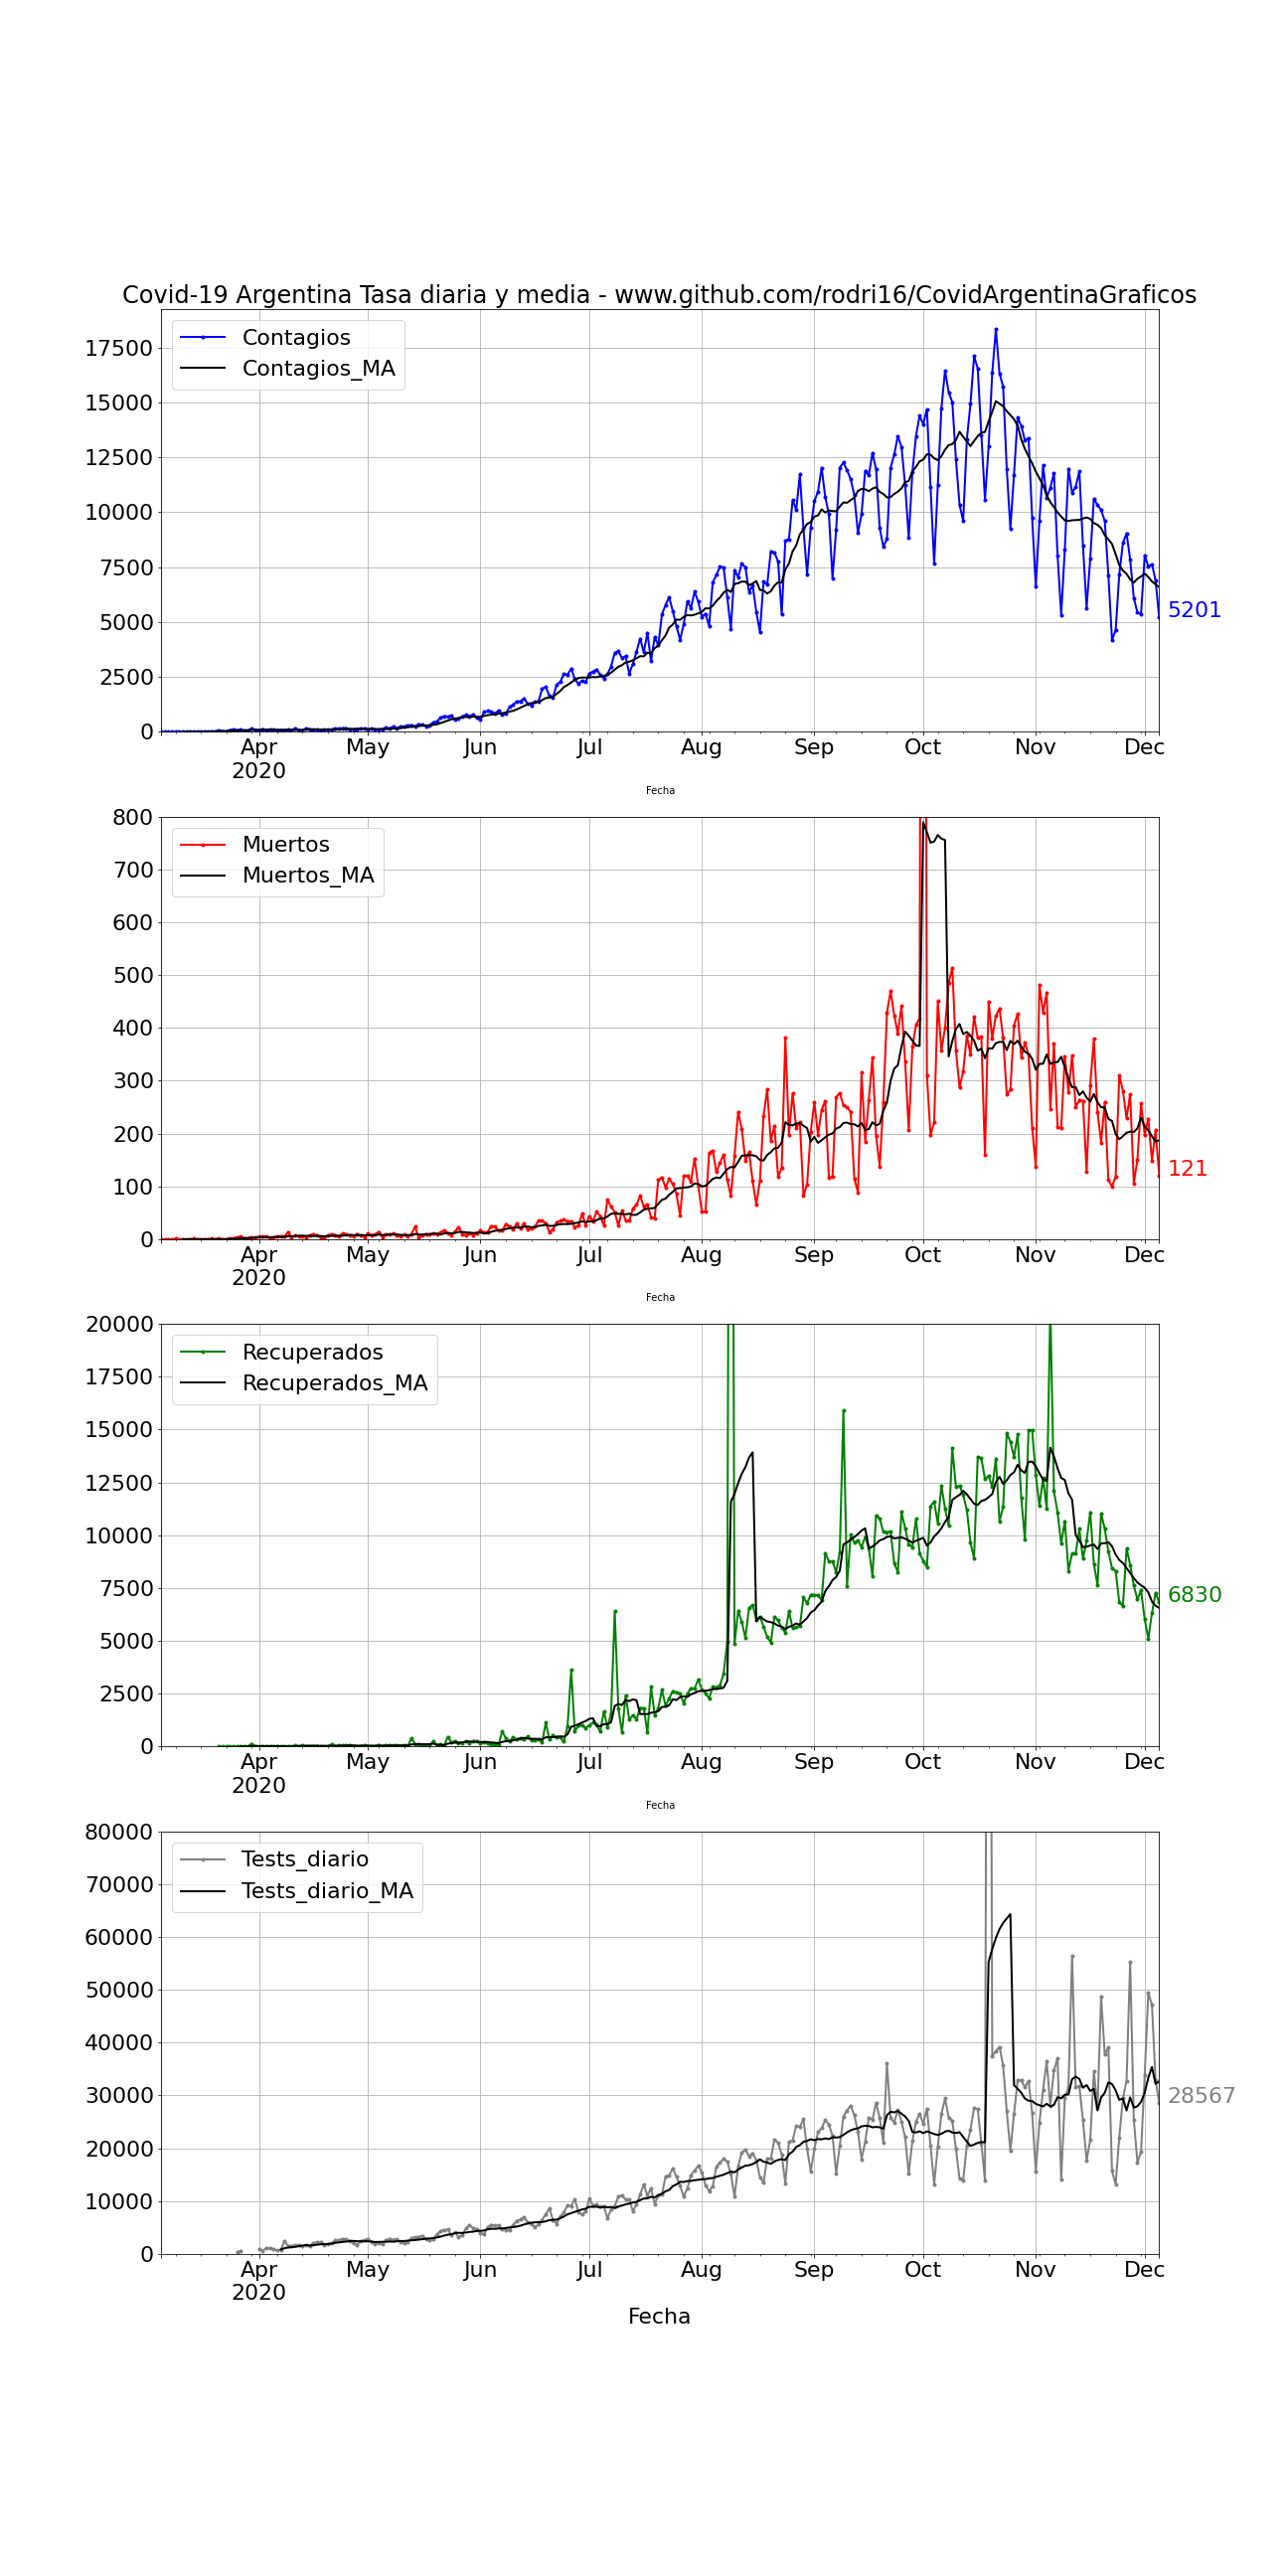 Covid-19 Argentina Tasa diaria y media - www.github.com/rodri16/CovidArgentinaGraficos
Contagios
Contagios_MA
17500
15000
12500
10000
7500
5000
2500
0
5201
Apr May Jun Jul Aug Sep Oct Nov Dec
2020
Fecha
Muertos
Muertos_MA
800
700
600
500
400
300
200
100
0
121
Apr May Jun Jul Aug Sep Oct Nov Dec
2020
Fecha
Recuperados
Recuperados_MA
20000
17500
15000
12500
10000
7500
5000
2500
0
6830
Apr May Jun Jul Aug Sep Oct Nov Dec
2020
Fecha
Tests_diario
Tests_diario_MA
80000
70000
60000
50000
40000
30000
20000
10000
0
28567
Apr May Jun Jul Aug Sep Oct Nov Dec
2020
Fecha